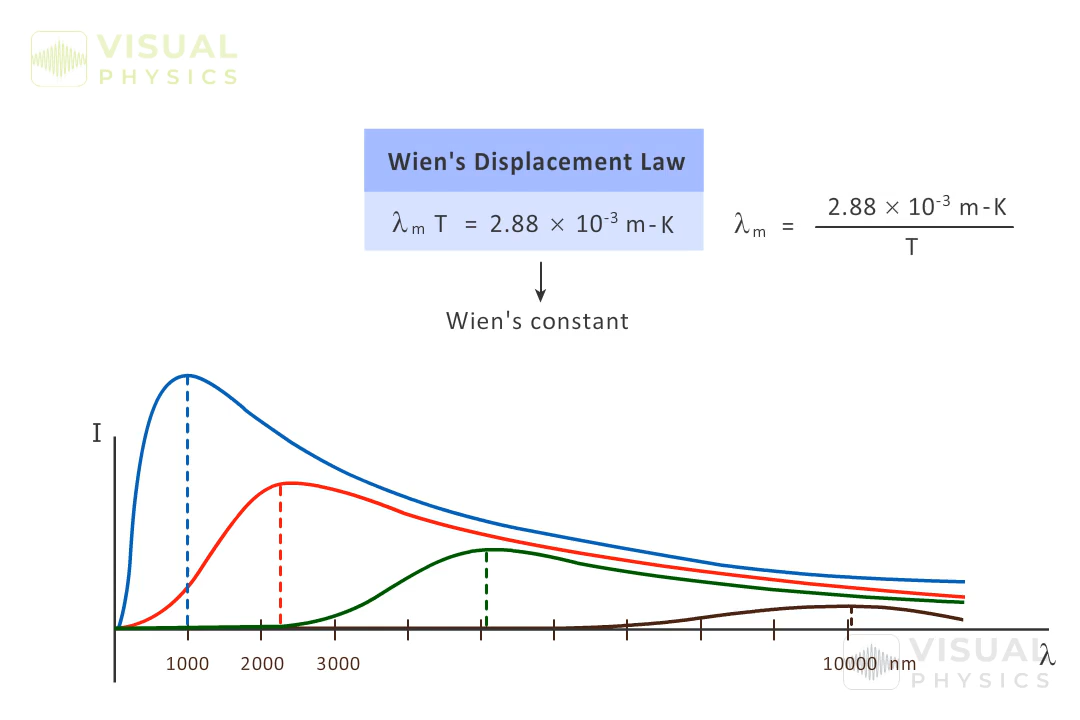 VISUAL
PHYSICS
Wien's Displacement Law
λm T = 2.88 × 10⁻³ m-K
λm = 2.88 × 10⁻³ m-K
T
Wien's constant
I
1000 2000 3000 10000 nm
λ
VISUAL
PHYSICS